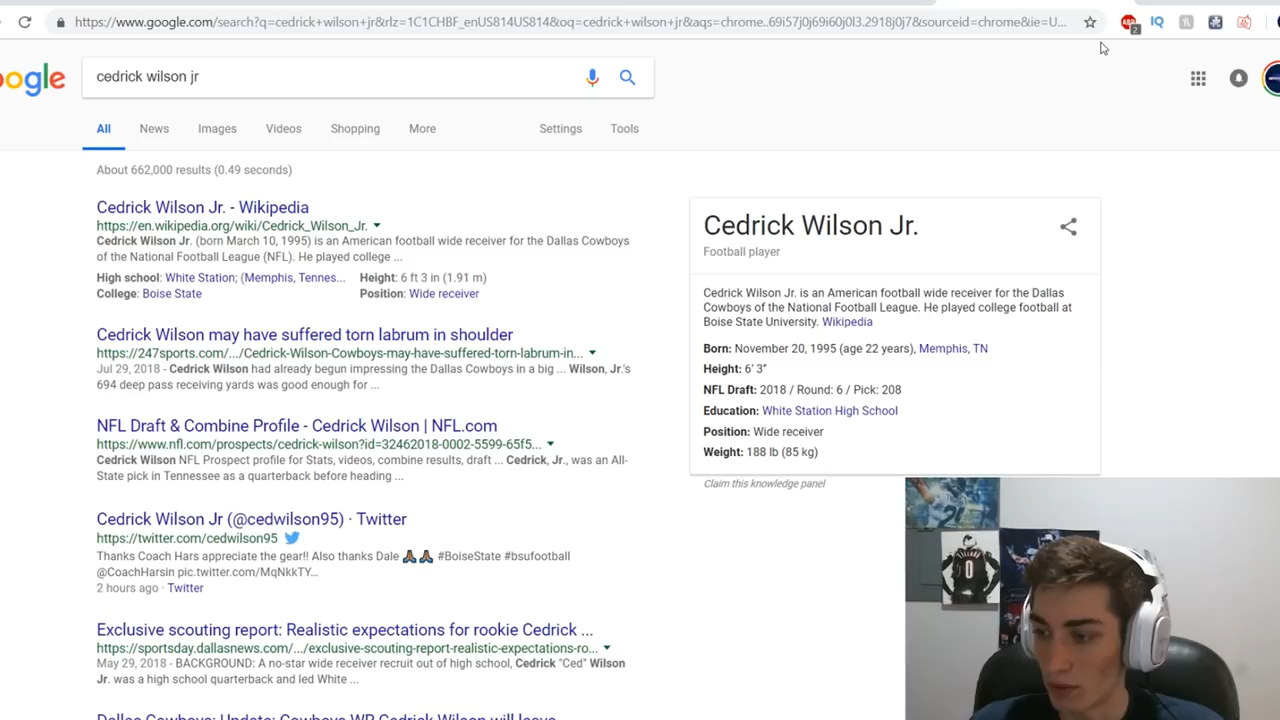 https://www.google.com/search?q=cedrick+wilson+jr&rlz=1C1CHBF_enUS814US814&oq=cedrick+wilson+jr&aqs=chrome..69i57j0j69i60j0l3.2918j0j7&sourceid=chrome&ie=U...
ABP
2
IQ
ogle
cedrick wilson jr
All News Images Videos Shopping More Settings Tools
About 662,000 results (0.49 seconds)
Cedrick Wilson Jr. - Wikipedia
https://en.wikipedia.org/wiki/Cedrick_Wilson_Jr.
Cedrick Wilson Jr. (born March 10, 1995) is an American football wide receiver for the Dallas Cowboys
of the National Football League (NFL). He played college ...
High school: White Station; (Memphis, Tennes... Height: 6 ft 3 in (1.91 m)
College: Boise State Position: Wide receiver
Cedrick Wilson may have suffered torn labrum in shoulder
https://247sports.com/.../Cedrick-Wilson-Cowboys-may-have-suffered-torn-labrum-in...
Jul 29, 2018 - Cedrick Wilson had already begun impressing the Dallas Cowboys in a big ... Wilson, Jr.'s
694 deep pass receiving yards was good enough for ...
NFL Draft & Combine Profile - Cedrick Wilson | NFL.com
https://www.nfl.com/prospects/cedrick-wilson?id=32462018-0002-5599-65f5...
Cedrick Wilson NFL Prospect profile for Stats, videos, combine results, draft ... Cedrick, Jr., was an All-
State pick in Tennessee as a quarterback before heading ...
Cedrick Wilson Jr (@cedwilson95) · Twitter
https://twitter.com/cedwilson95
Thanks Coach Hars appreciate the gear!! Also thanks Dale 🙏🏾 🙏🏾 #BoiseState #bsufootball
@CoachHarsin pic.twitter.com/MqNkkTY...
2 hours ago · Twitter
Exclusive scouting report: Realistic expectations for rookie Cedrick ...
https://sportsday.dallasnews.com/.../exclusive-scouting-report-realistic-expectations-ro...
May 29, 2018 - BACKGROUND: A no-star wide receiver recruit out of high school, Cedrick "Ced" Wilson
Jr. was a high school quarterback and led White ...
Dallas Cowboys: Update: Cowboys WR Cedrick Wilson will leave
Cedrick Wilson Jr.
Football player
Cedrick Wilson Jr. is an American football wide receiver for the Dallas
Cowboys of the National Football League. He played college football at
Boise State University. Wikipedia
Born: November 20, 1995 (age 22 years), Memphis, TN
Height: 6' 3"
NFL Draft: 2018 / Round: 6 / Pick: 208
Education: White Station High School
Position: Wide receiver
Weight: 188 lb (85 kg)
Claim this knowledge panel
21
0